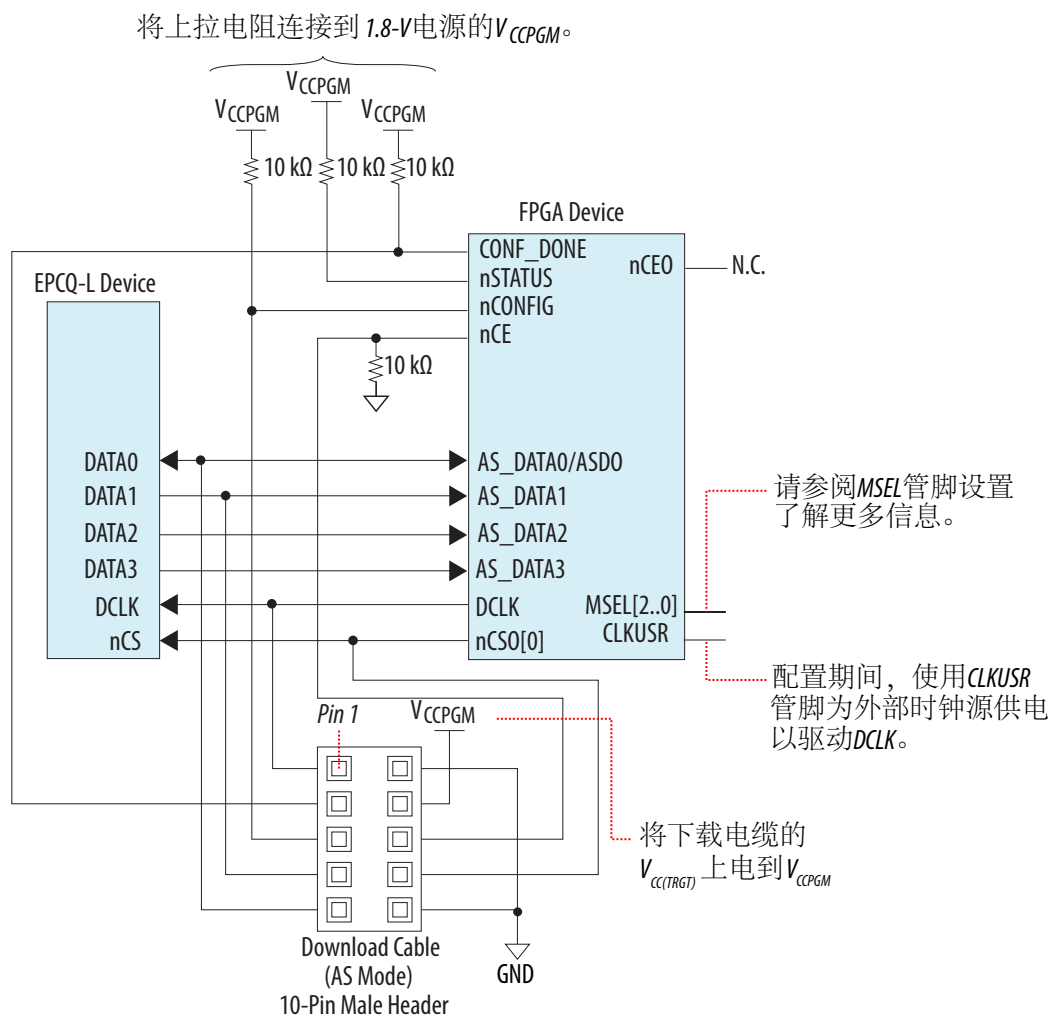 将上拉电阻连接到 1.8-V电源的VCCPGM。
VCCPGM
VCCPGM
VCCPGM
10 kΩ
10 kΩ
10 kΩ
FPGA Device
CONF_DONE
nSTATUS
nCONFIG
nCE
nCEO
N.C.
EPCQ-L Device
10 kΩ
DATA0
DATA1
DATA2
DATA3
DCLK
nCS
AS_DATA0/ASDO
AS_DATA1
AS_DATA2
AS_DATA3
DCLK
nCSO[0]
MSEL[2..0]
CLKUSR
请参阅MSEL管脚设置
了解更多信息。
配置期间，使用CLKUSR
管脚为外部时钟源供电
以驱动DCLK。
Pin 1
VCCPGM
将下载电缆的
VCC(TRGT)上电到VCCPGM
Download Cable
(AS Mode)
10-Pin Male Header
GND